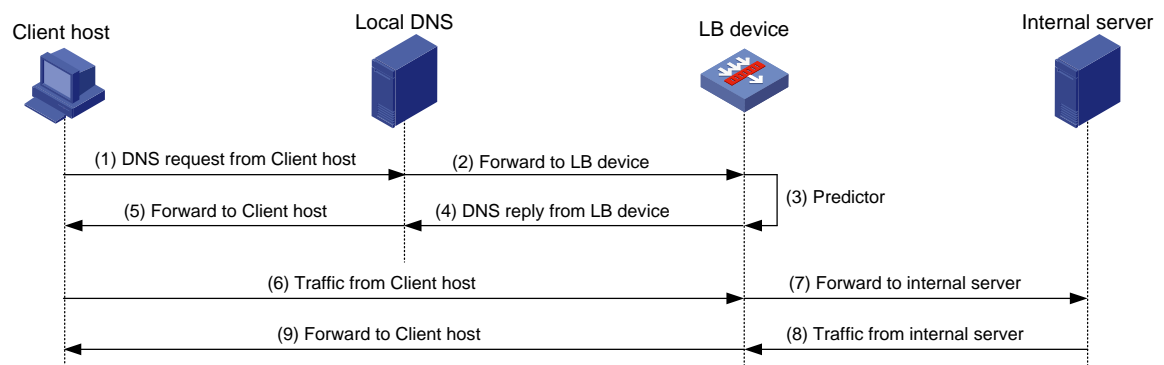 Client host
Local DNS
LB device
Internal server
(1) DNS request from Client host
(2) Forward to LB device
(3) Predictor
(5) Forward to Client host
(4) DNS reply from LB device
(6) Traffic from Client host
(7) Forward to internal server
(9) Forward to Client host
(8) Traffic from internal server